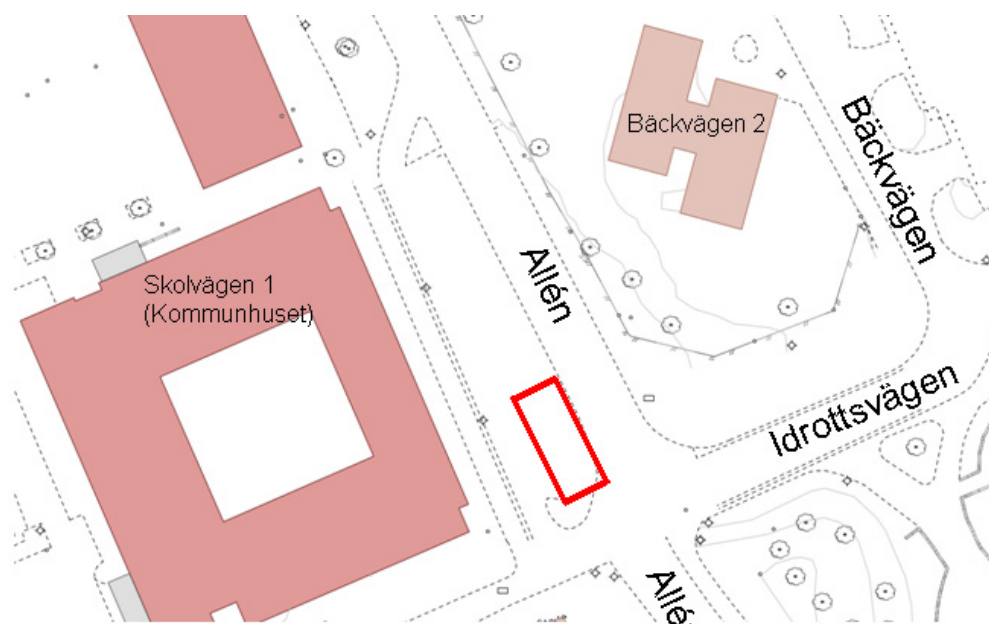 Bäckvägen 2
Bäckvägen
Allén
Skolvägen 1
(Kommunhuset)
Idrottsvägen
Allé